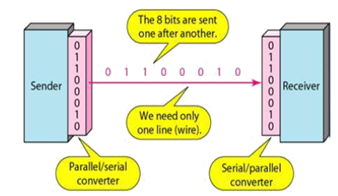 The 8 bits are sent
one after another.
0 1 1 0 0 0 1 0
Sender
0
1
1
0
0
0
1
0
We need only
one line (wire).
0
1
1
0
0
0
1
0
Receiver
Parallel/serial
converter
Serial/parallel
converter